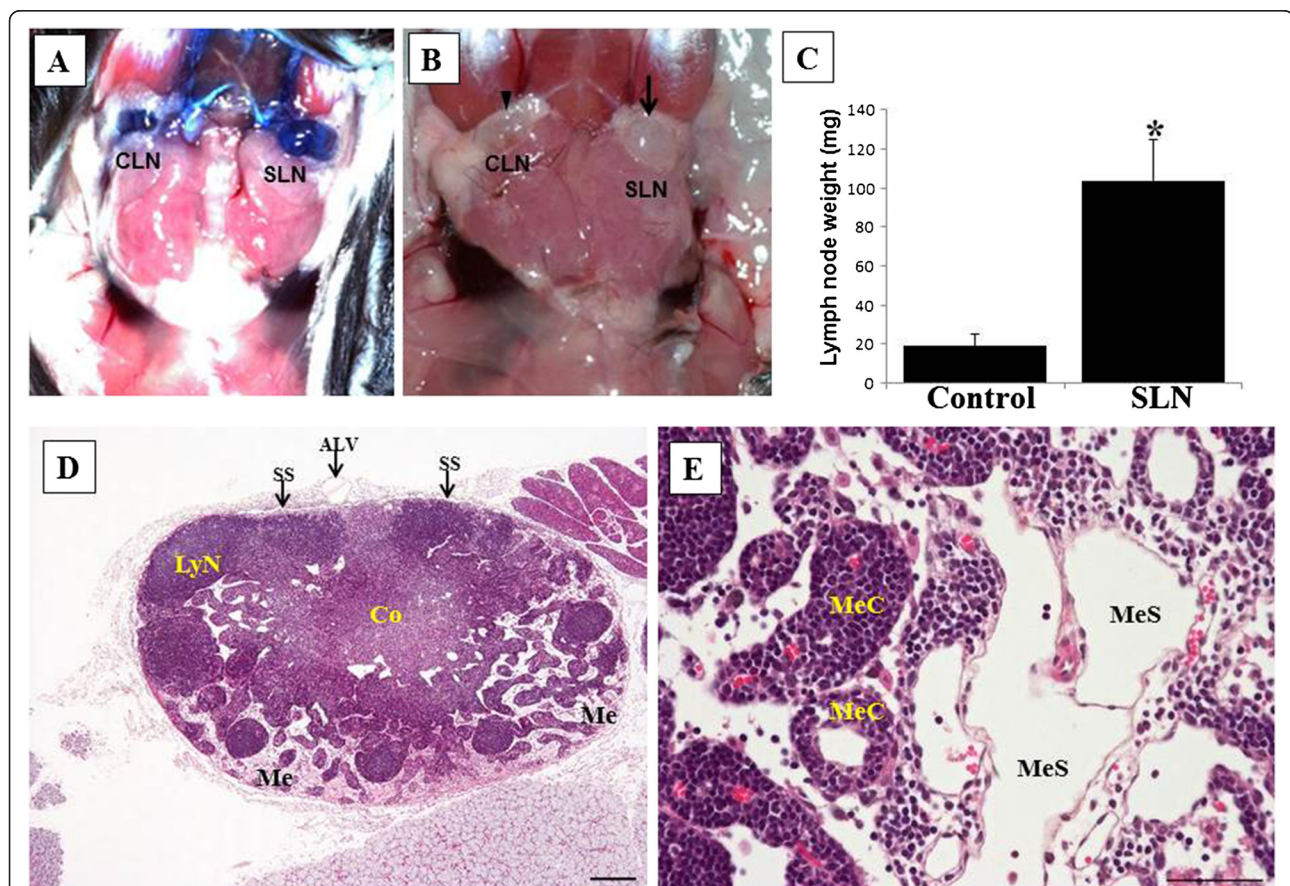 A
CLN
SLN
B
CLN
SLN
C
Lymph node weight (mg)
140
120
100
80
60
40
20
0
*
Control
SLN
D
SS
ALV
SS
LyN
Co
Me
Me
E
MeC
MeS
MeC
MeS